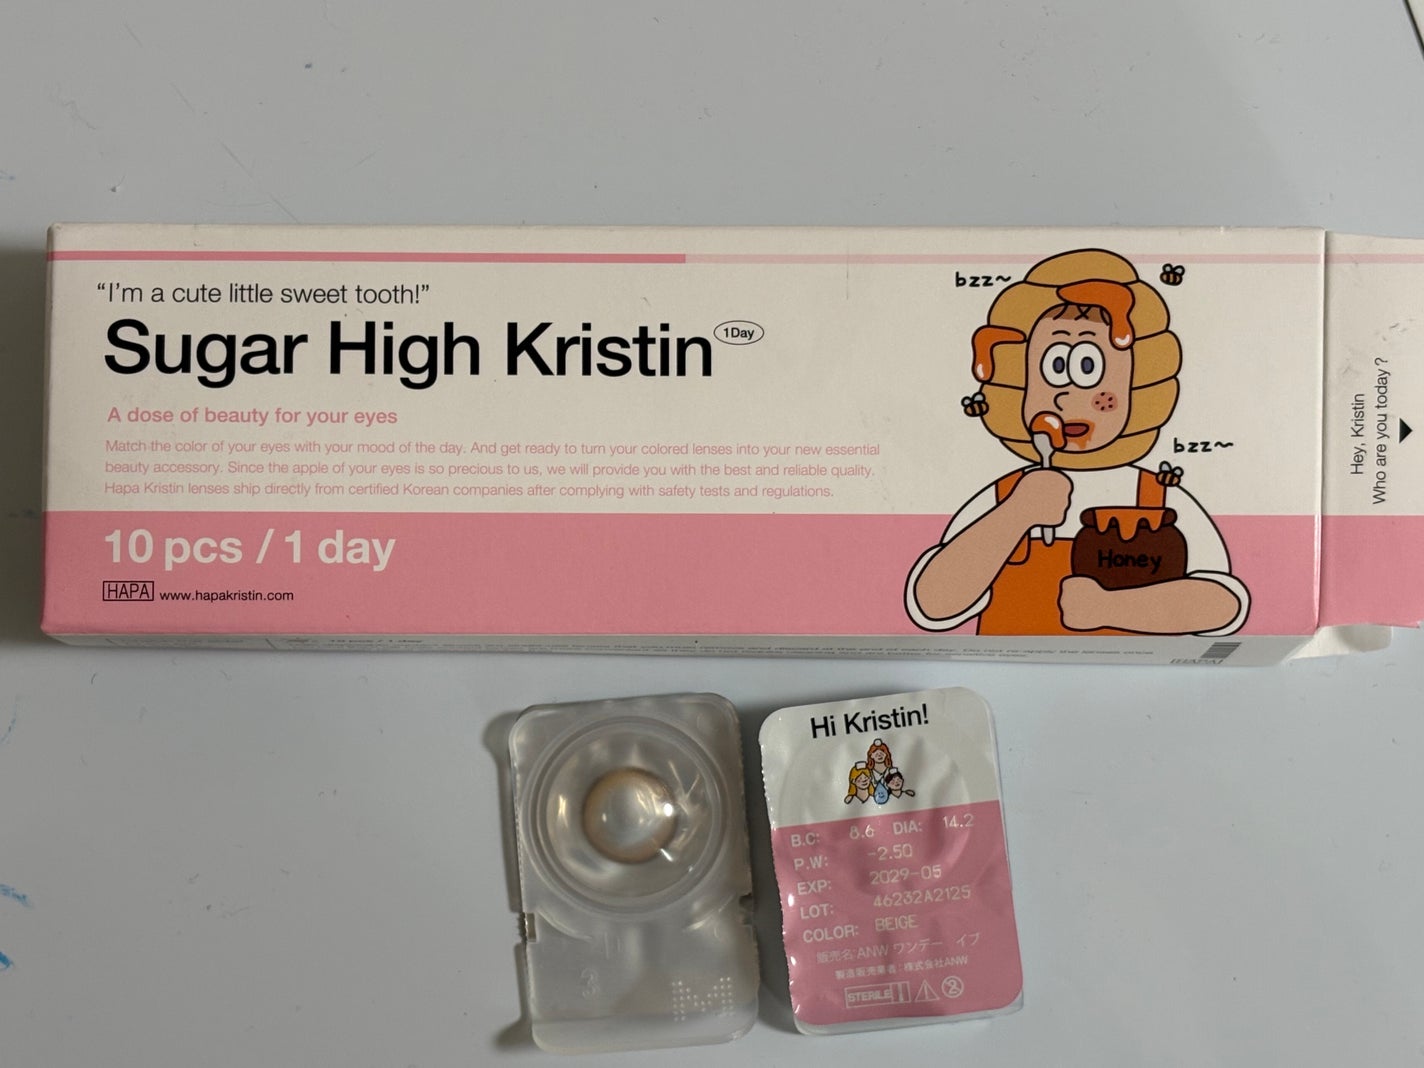 "I'm a cute little sweet tooth!"
Sugar High Kristin 1Day
A dose of beauty for your eyes
Match the color of your eyes with your mood of the day. And get ready to turn your colored lenses into your new essential
beauty accessory. Since the apple of your eyes is so precious to us, we will provide you with the best and reliable quality.
Hapa Kristin lenses ship directly from certified Korean companies after complying with safety tests and regulations.
10 pcs / 1 day
HAPA www.hapakristin.com
bzz~
bzz~
Honey
Hey, Kristin
Who are you today?
10 pcs / 1 day
HAPA
Hi Kristin!
B.C: 8.6 DIA: 14.2
P.W: -2.50
EXP: 2029-05
LOT: 46232A2125
COLOR: BEIGE
販売名:ANW ワンデー イブ
製造販売業者:株式会社ANW
STERILE 2